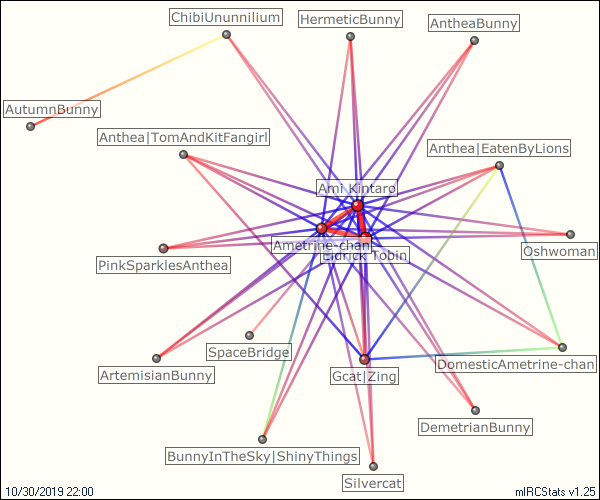 ChibiUnunnilium
HermeticBunny
AntheaBunny
AutumnBunny
Anthea|TomAndKitFangirl
Anthea|EatenByLions
Ami Kintaro
Ametrine-chan
Eldrick Tobin
Oshwoman
PinkSparklesAnthea
SpaceBridge
DomesticAmetrine-chan
ArtemisianBunny
Gcat|Zing
DemetrianBunny
BunnyInTheSky|ShinyThings
Silvercat
10/30/2019 22:00
mIRCStats v1.25